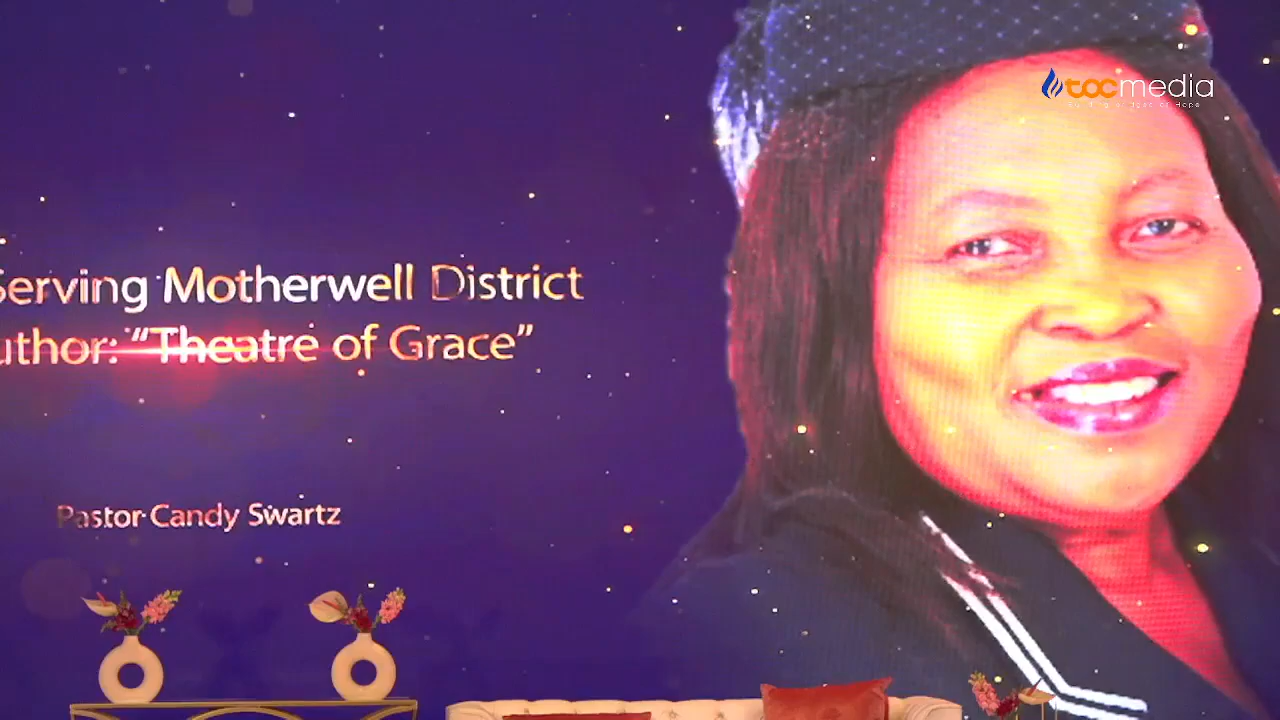 tocmedia
Serving Motherwell District
uthor: “Theatre of Grace”
Pastor Candy Swartz